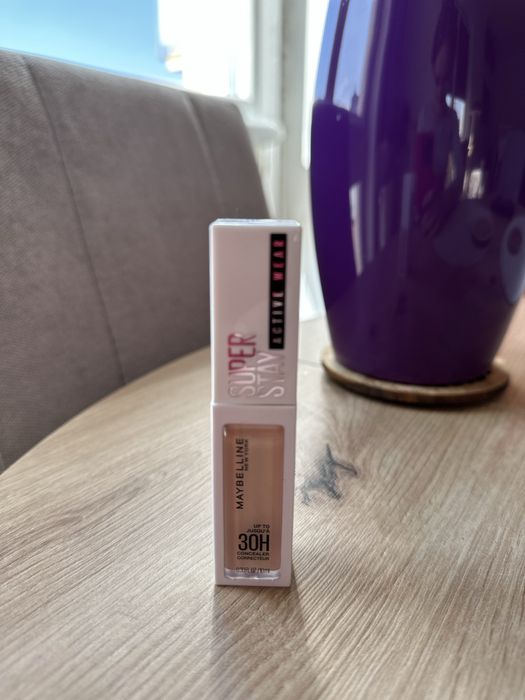 SUPER
STAY
ACTIVE WEAR
MAYBELLINE
NEW YORK
UP TO
JUSQU'À
30H
CONCEALER
CORRECTEUR